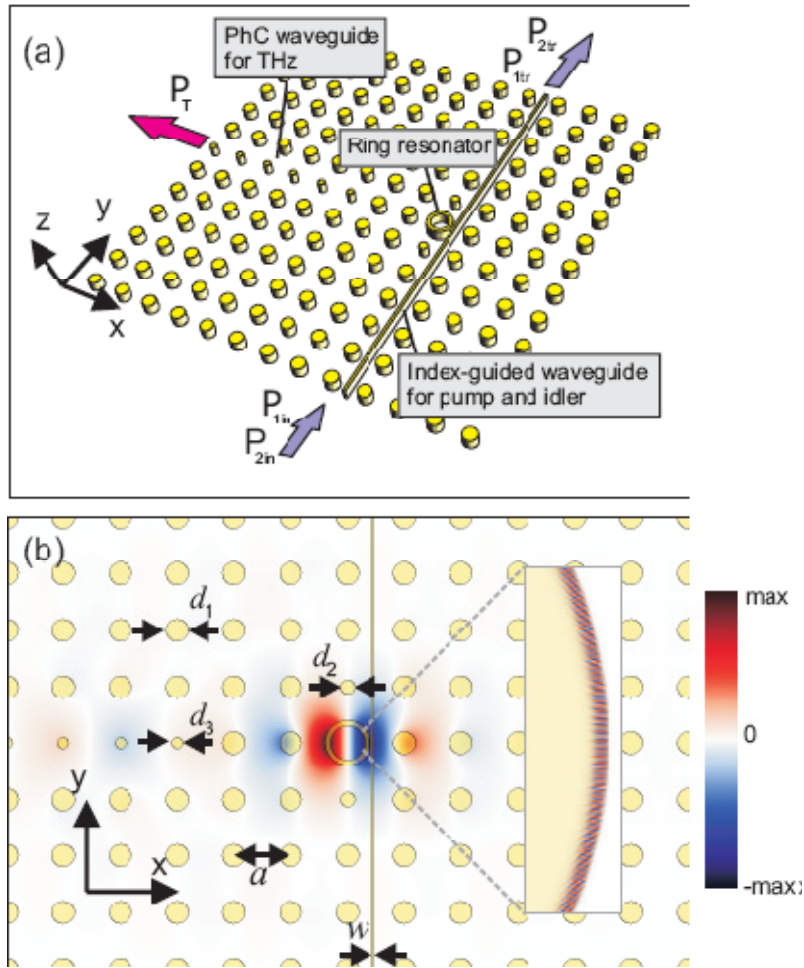 (a)
PhC waveguide
for THz
P2tr
P1tr
PT
Ring resonator
z
y
x
Index-guided waveguide
for pump and idler
P1in
P2in
(b)
d1
d2
d3
y
x
a
w
max
0
-maxx